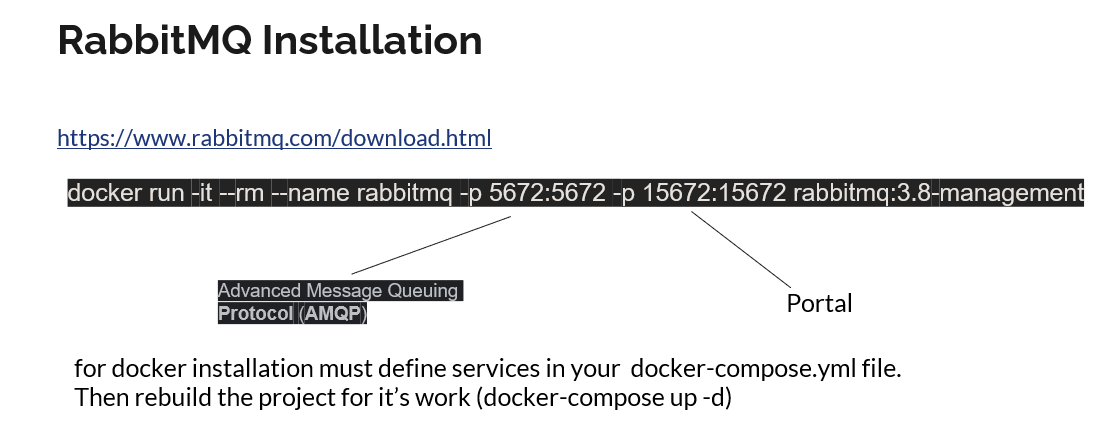 RabbitMQ Installation
https://www.rabbitmq.com/download.html
docker run -it --rm --name rabbitmq -p 5672:5672 -p 15672:15672 rabbitmq:3.8-management
Advanced Message Queuing
Protocol (AMQP)
Portal
for docker installation must define services in your  docker-compose.yml file.
Then rebuild the project for it’s work (docker-compose up -d)